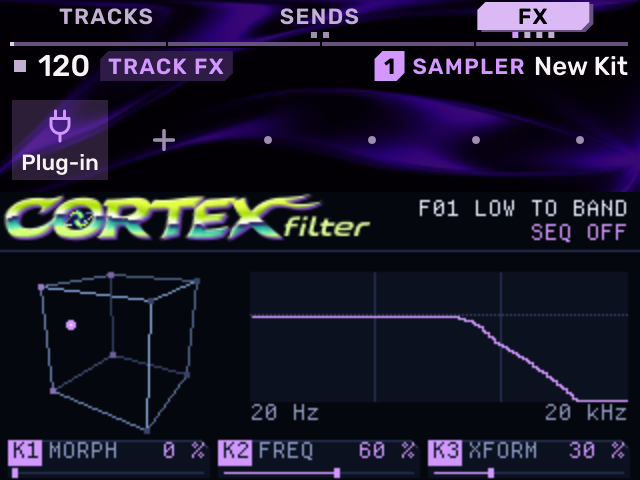 TRACKS SENDS FX
120 TRACK FX 1 SAMPLER New Kit
Plug-in
CORTEX filter F01 LOW TO BAND
SEQ OFF
20 Hz 20 kHz
K1 MORPH 0 % K2 FREQ 60 % K3 XFORM 30 %